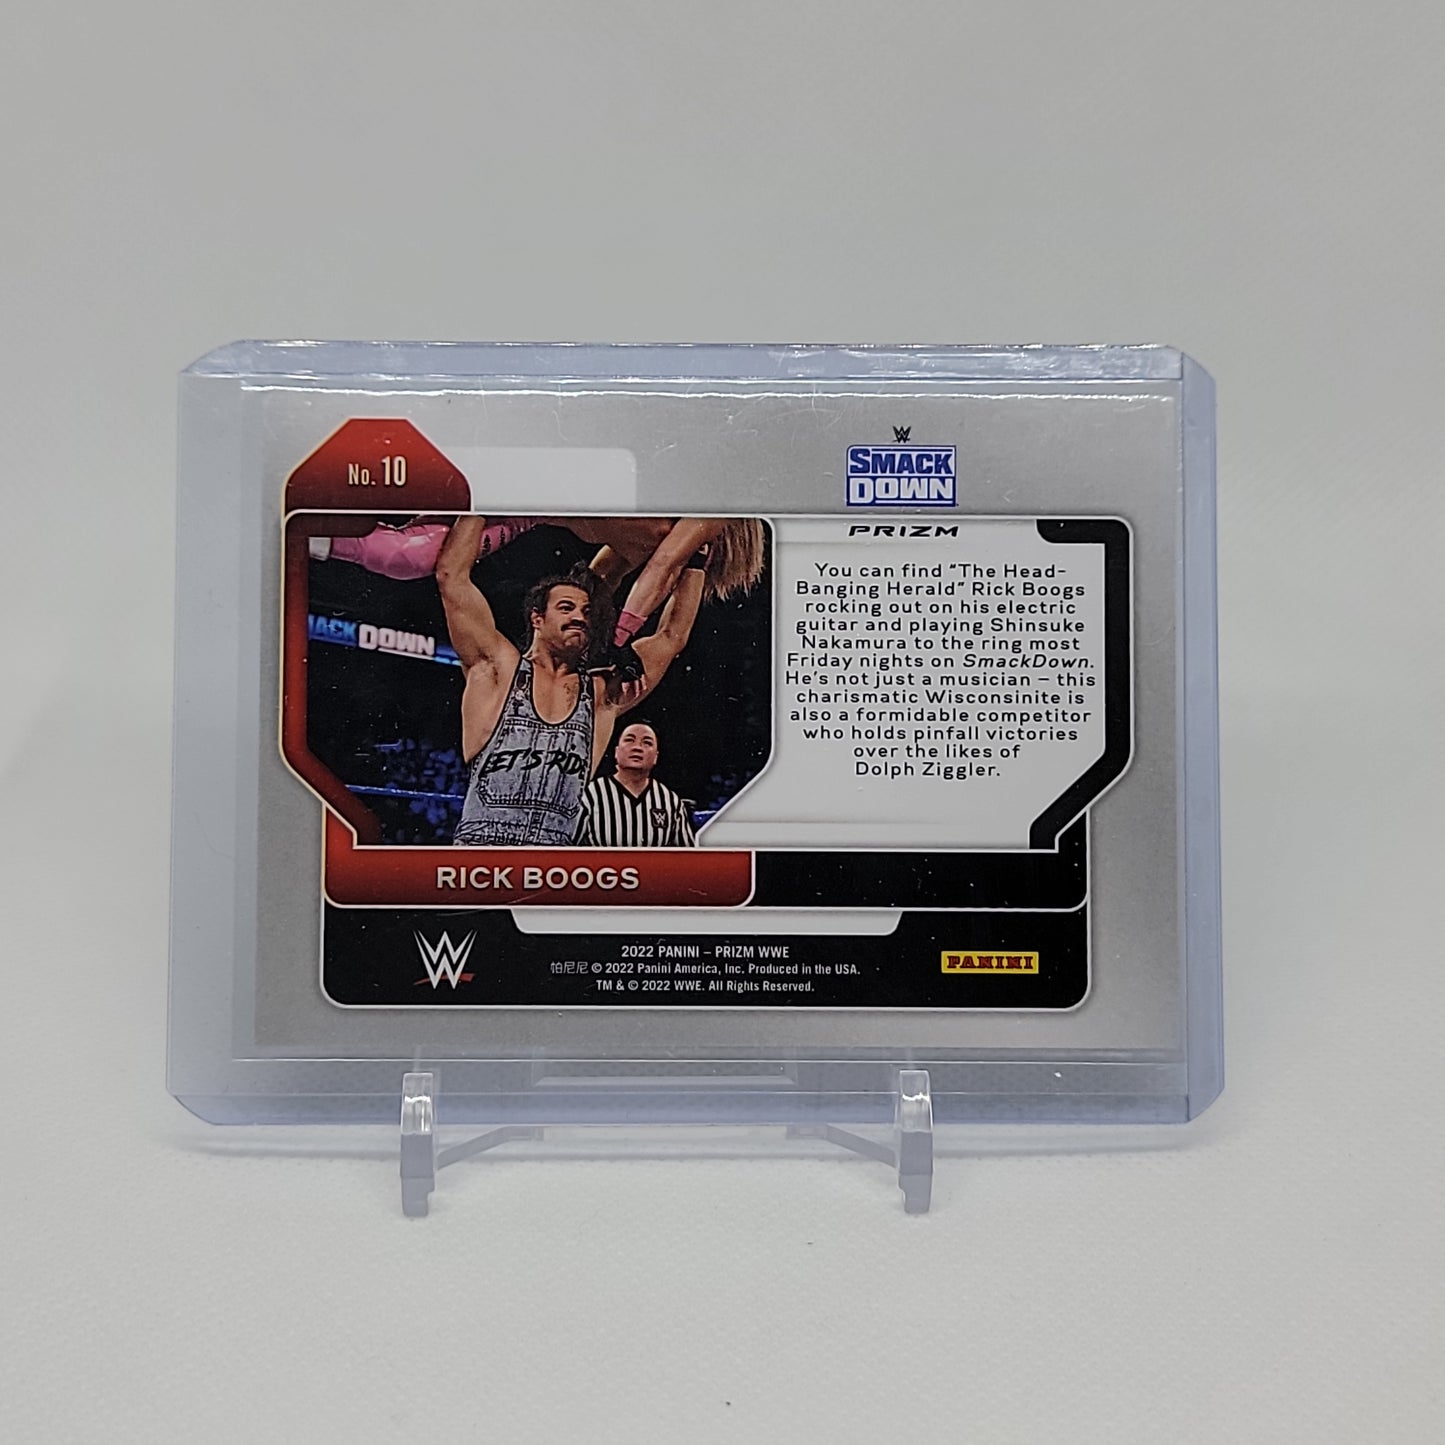 No. 10
W
SMACK
DOWN
PRIZM
You can find "The Head-
Banging Herald" Rick Boogs
rocking out on his electric
guitar and playing Shinsuke
Nakamura to the ring most
Friday nights on SmackDown.
He's not just a musician – this
charismatic Wisconsinite is
also a formidable competitor
who holds pinfall victories
over the likes of
Dolph Ziggler.
ACK DOWN
LET'S RIDE
W
RICK BOOGS
W
2022 PANINI – PRIZM WWE
帕尼尼 © 2022 Panini America, Inc. Produced in the USA.
TM & © 2022 WWE. All Rights Reserved.
PANINI